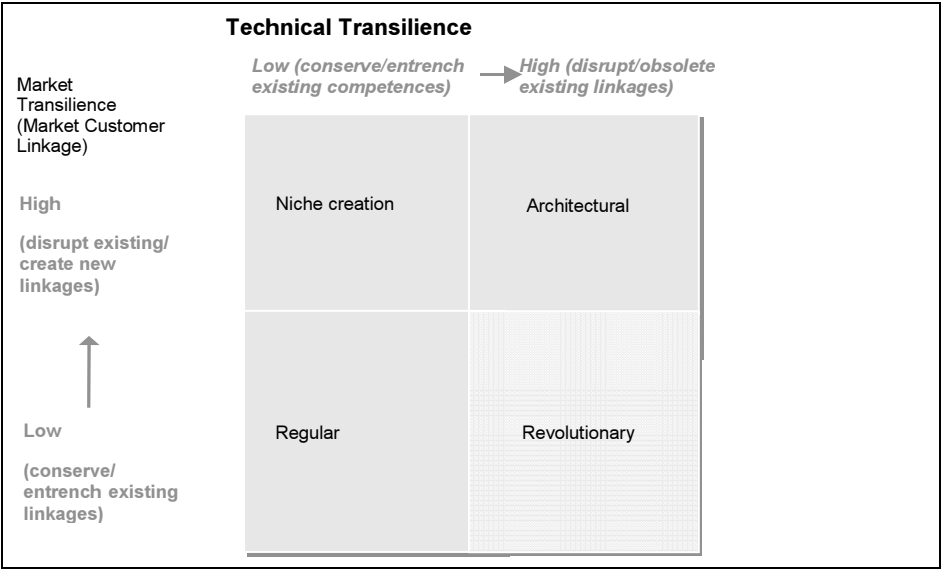 Technical Transilience
Low (conserve/entrench
existing competences)
High (disrupt/obsolete
existing linkages)
Market
Transilience
(Market Customer
Linkage)
High
(disrupt existing/
create new
linkages)
Niche creation
Architectural
Low
(conserve/
entrench existing
linkages)
Regular
Revolutionary